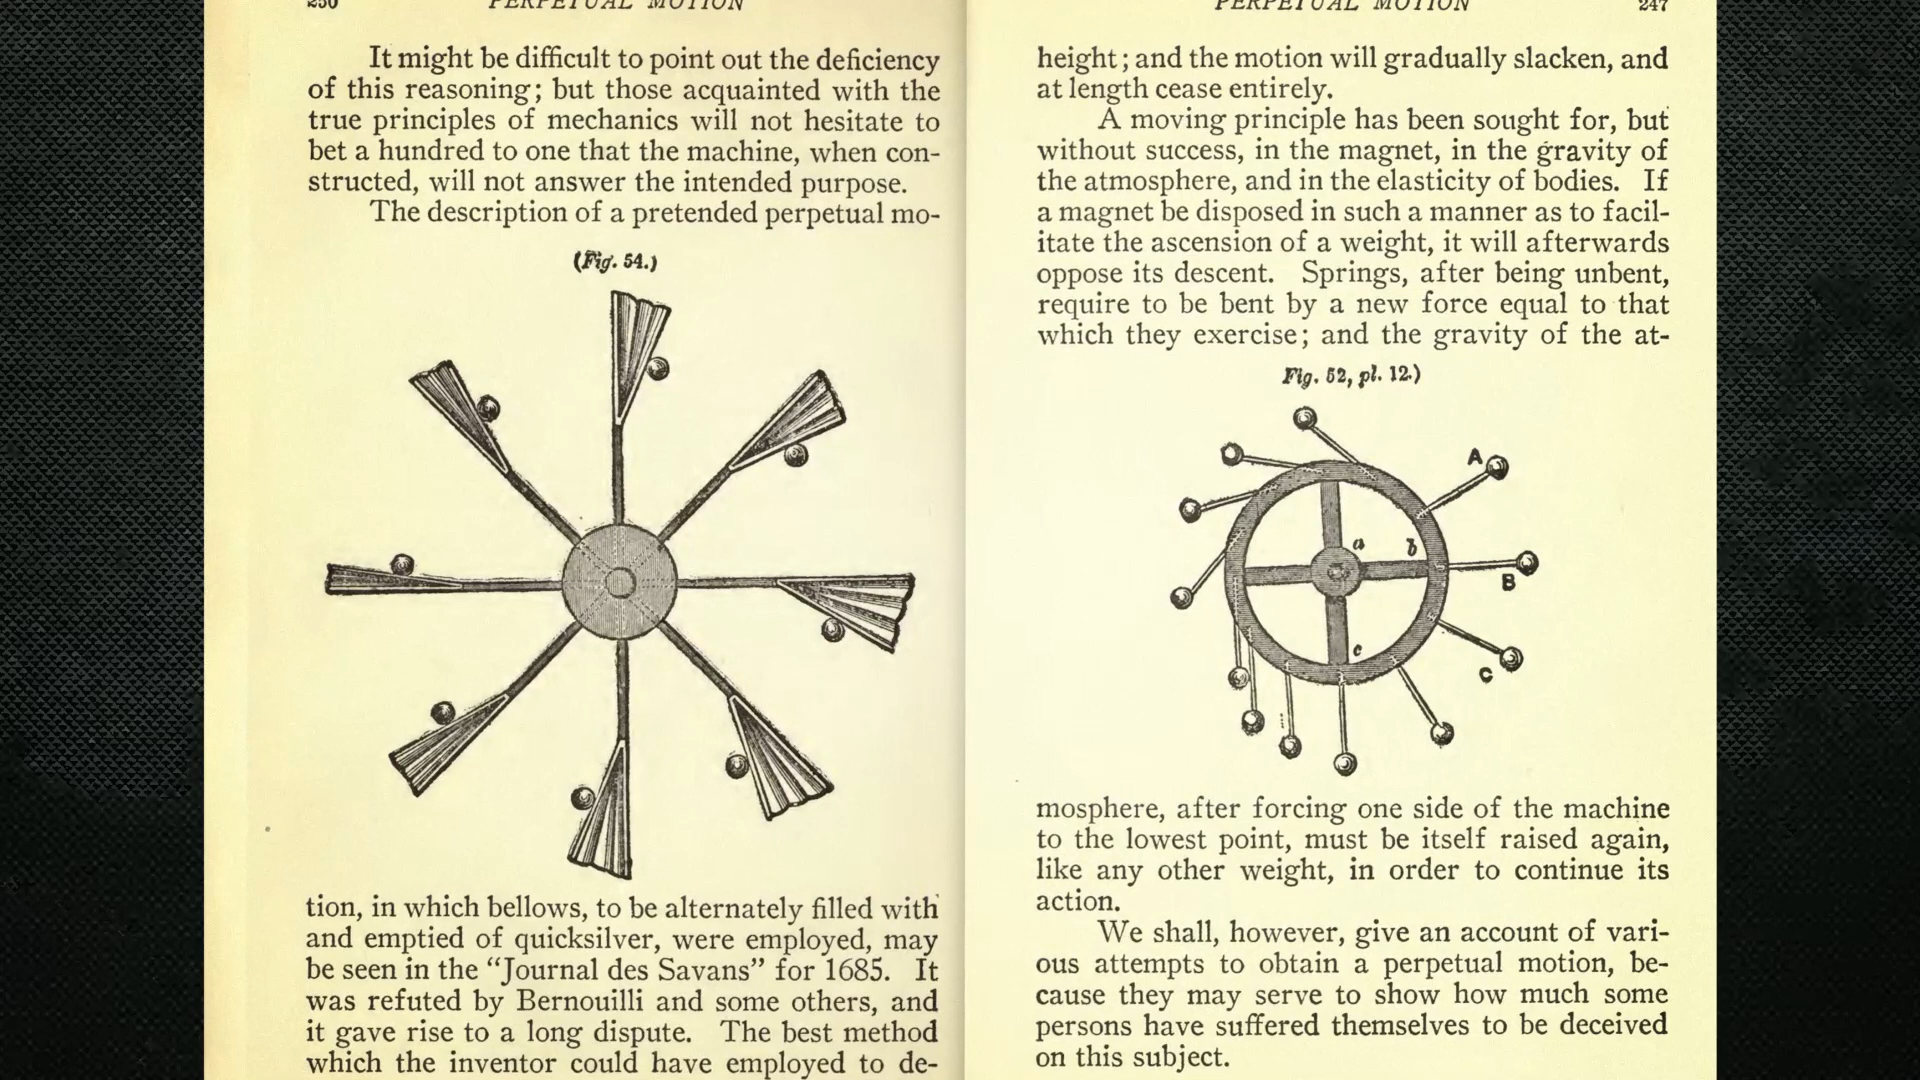 250
PERPETUAL MOTION
It might be difficult to point out the deficiency
of this reasoning; but those acquainted with the
true principles of mechanics will not hesitate to
bet a hundred to one that the machine, when con-
structed, will not answer the intended purpose.
The description of a pretended perpetual mo-
(Fig. 54.)
tion, in which bellows, to be alternately filled with
and emptied of quicksilver, were employed, may
be seen in the "Journal des Savans" for 1685. It
was refuted by Bernouilli and some others, and
it gave rise to a long dispute. The best method
which the inventor could have employed to de-
PERPETUAL MOTION
247
height; and the motion will gradually slacken, and
at length cease entirely.
A moving principle has been sought for, but
without success, in the magnet, in the gravity of
the atmosphere, and in the elasticity of bodies. If
a magnet be disposed in such a manner as to facil-
itate the ascension of a weight, it will afterwards
oppose its descent. Springs, after being unbent,
require to be bent by a new force equal to that
which they exercise; and the gravity of the at-
Fig. 52, pl. 12.)
A
a
b
B
c
C
mosphere, after forcing one side of the machine
to the lowest point, must be itself raised again,
like any other weight, in order to continue its
action.
We shall, however, give an account of vari-
ous attempts to obtain a perpetual motion, be-
cause they may serve to show how much some
persons have suffered themselves to be deceived
on this subject.